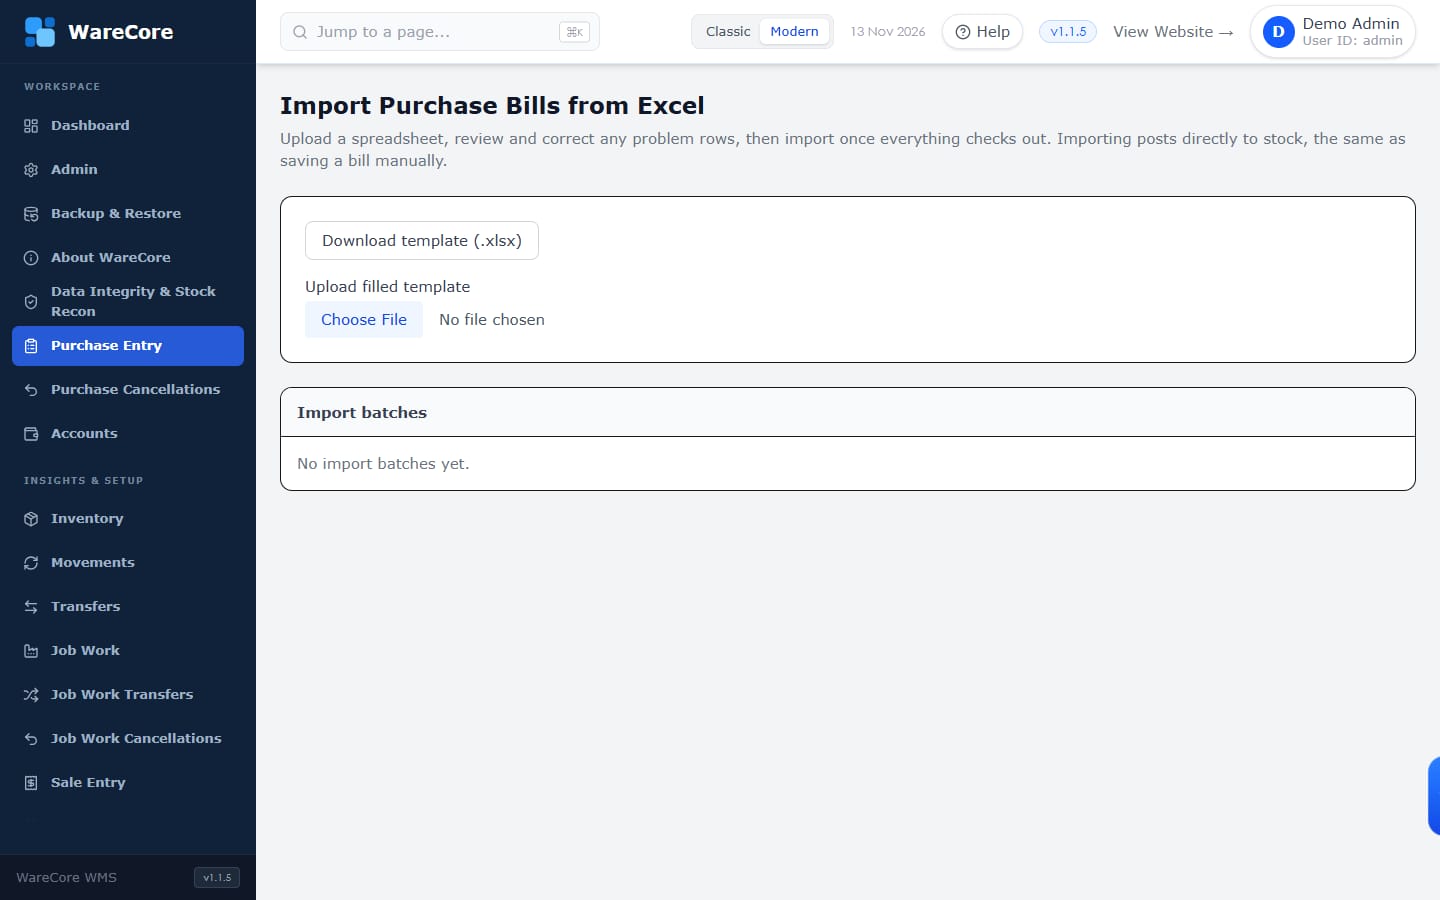 WareCore
Jump to a page...
⌘K
Classic
Modern
13 Nov 2026
Help
v1.1.5
View Website →
D
Demo Admin
User ID: admin
WORKSPACE
Dashboard
Admin
Backup & Restore
About WareCore
Data Integrity & Stock
Recon
Purchase Entry
Purchase Cancellations
Accounts
INSIGHTS & SETUP
Inventory
Movements
Transfers
Job Work
Job Work Transfers
Job Work Cancellations
Sale Entry
WareCore WMS
v1.1.5
Import Purchase Bills from Excel
Upload a spreadsheet, review and correct any problem rows, then import once everything checks out. Importing posts directly to stock, the same as
saving a bill manually.
Download template (.xlsx)
Upload filled template
Choose File
No file chosen
Import batches
No import batches yet.